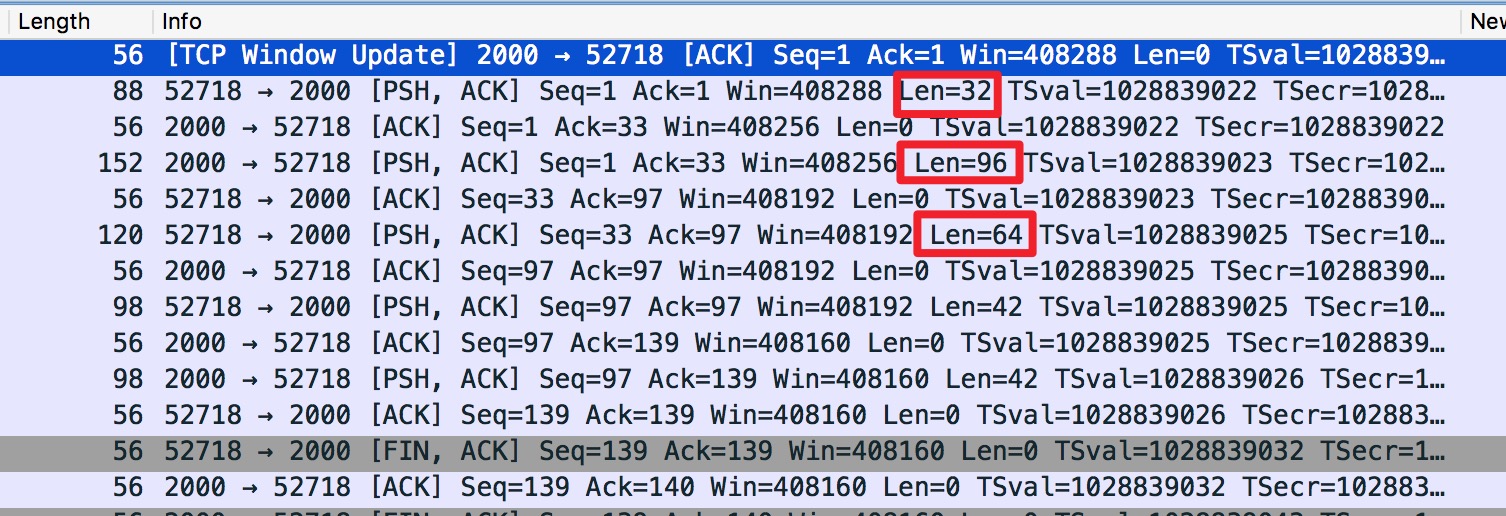 Length Info New
56 [TCP Window Update] 2000 → 52718 [ACK] Seq=1 Ack=1 Win=408288 Len=0 TSval=1028839…
88 52718 → 2000 [PSH, ACK] Seq=1 Ack=1 Win=408288 Len=32 TSval=1028839022 TSecr=1028…
56 2000 → 52718 [ACK] Seq=1 Ack=33 Win=408256 Len=0 TSval=1028839022 TSecr=1028839022
152 2000 → 52718 [PSH, ACK] Seq=1 Ack=33 Win=408256 Len=96 TSval=1028839023 TSecr=102…
56 52718 → 2000 [ACK] Seq=33 Ack=97 Win=408192 Len=0 TSval=1028839023 TSecr=10288390…
120 52718 → 2000 [PSH, ACK] Seq=33 Ack=97 Win=408192 Len=64 TSval=1028839025 TSecr=10…
56 2000 → 52718 [ACK] Seq=97 Ack=97 Win=408192 Len=0 TSval=1028839025 TSecr=10288390…
98 52718 → 2000 [PSH, ACK] Seq=97 Ack=97 Win=408192 Len=42 TSval=1028839025 TSecr=10…
56 2000 → 52718 [ACK] Seq=97 Ack=139 Win=408160 Len=0 TSval=1028839025 TSecr=1028839…
98 2000 → 52718 [PSH, ACK] Seq=97 Ack=139 Win=408160 Len=42 TSval=1028839026 TSecr=1…
56 52718 → 2000 [ACK] Seq=139 Ack=139 Win=408160 Len=0 TSval=1028839026 TSecr=102883…
56 52718 → 2000 [FIN, ACK] Seq=139 Ack=139 Win=408160 Len=0 TSval=1028839032 TSecr=1…
56 2000 → 52718 [ACK] Seq=139 Ack=140 Win=408160 Len=0 TSval=1028839032 TSecr=102883…